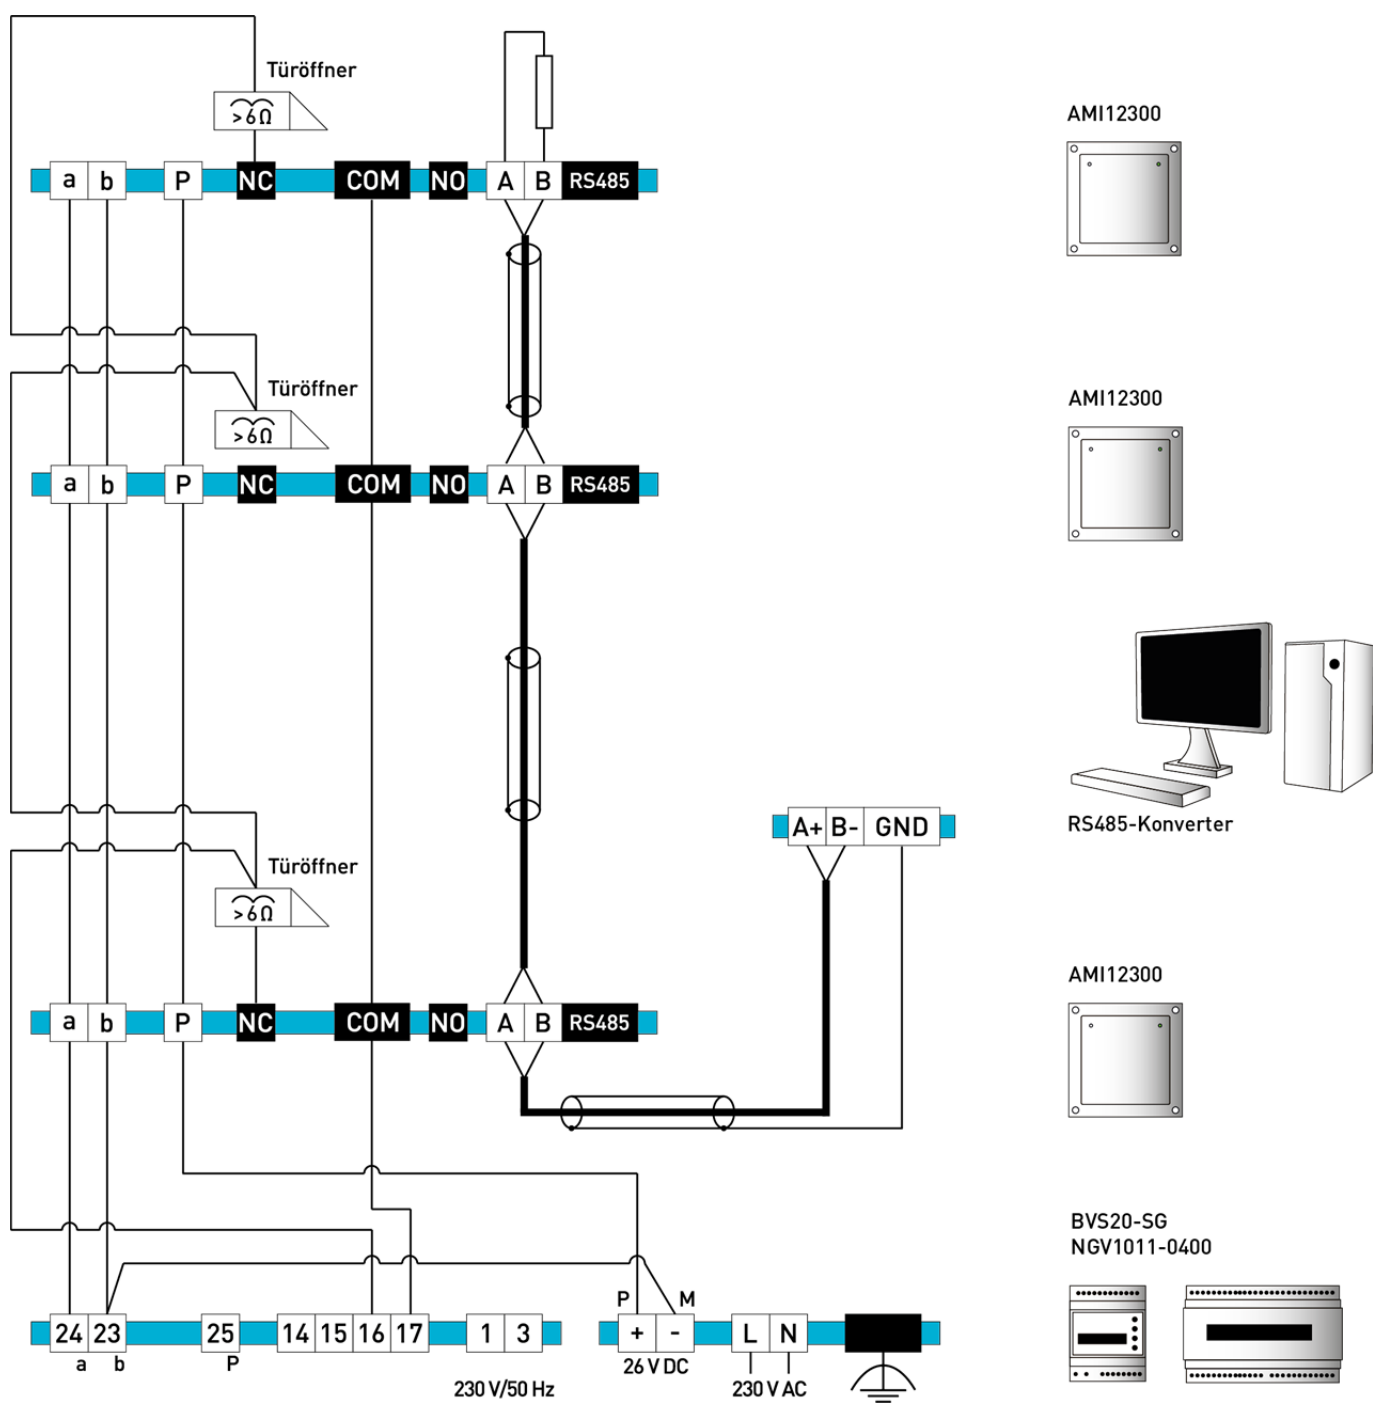 Türöffner
>6Ω
AMI12300
a b P NC COM NO A B RS485
Türöffner
>6Ω
AMI12300
a b P NC COM NO A B RS485
A+ B- GND
RS485-Konverter
Türöffner
>6Ω
AMI12300
a b P NC COM NO A B RS485
BVS20-SG
NGV1011-0400
P M
24 23 25 14 15 16 17 1 3 + - L N
a b P
26 V DC
230 V/50 Hz
230 V AC